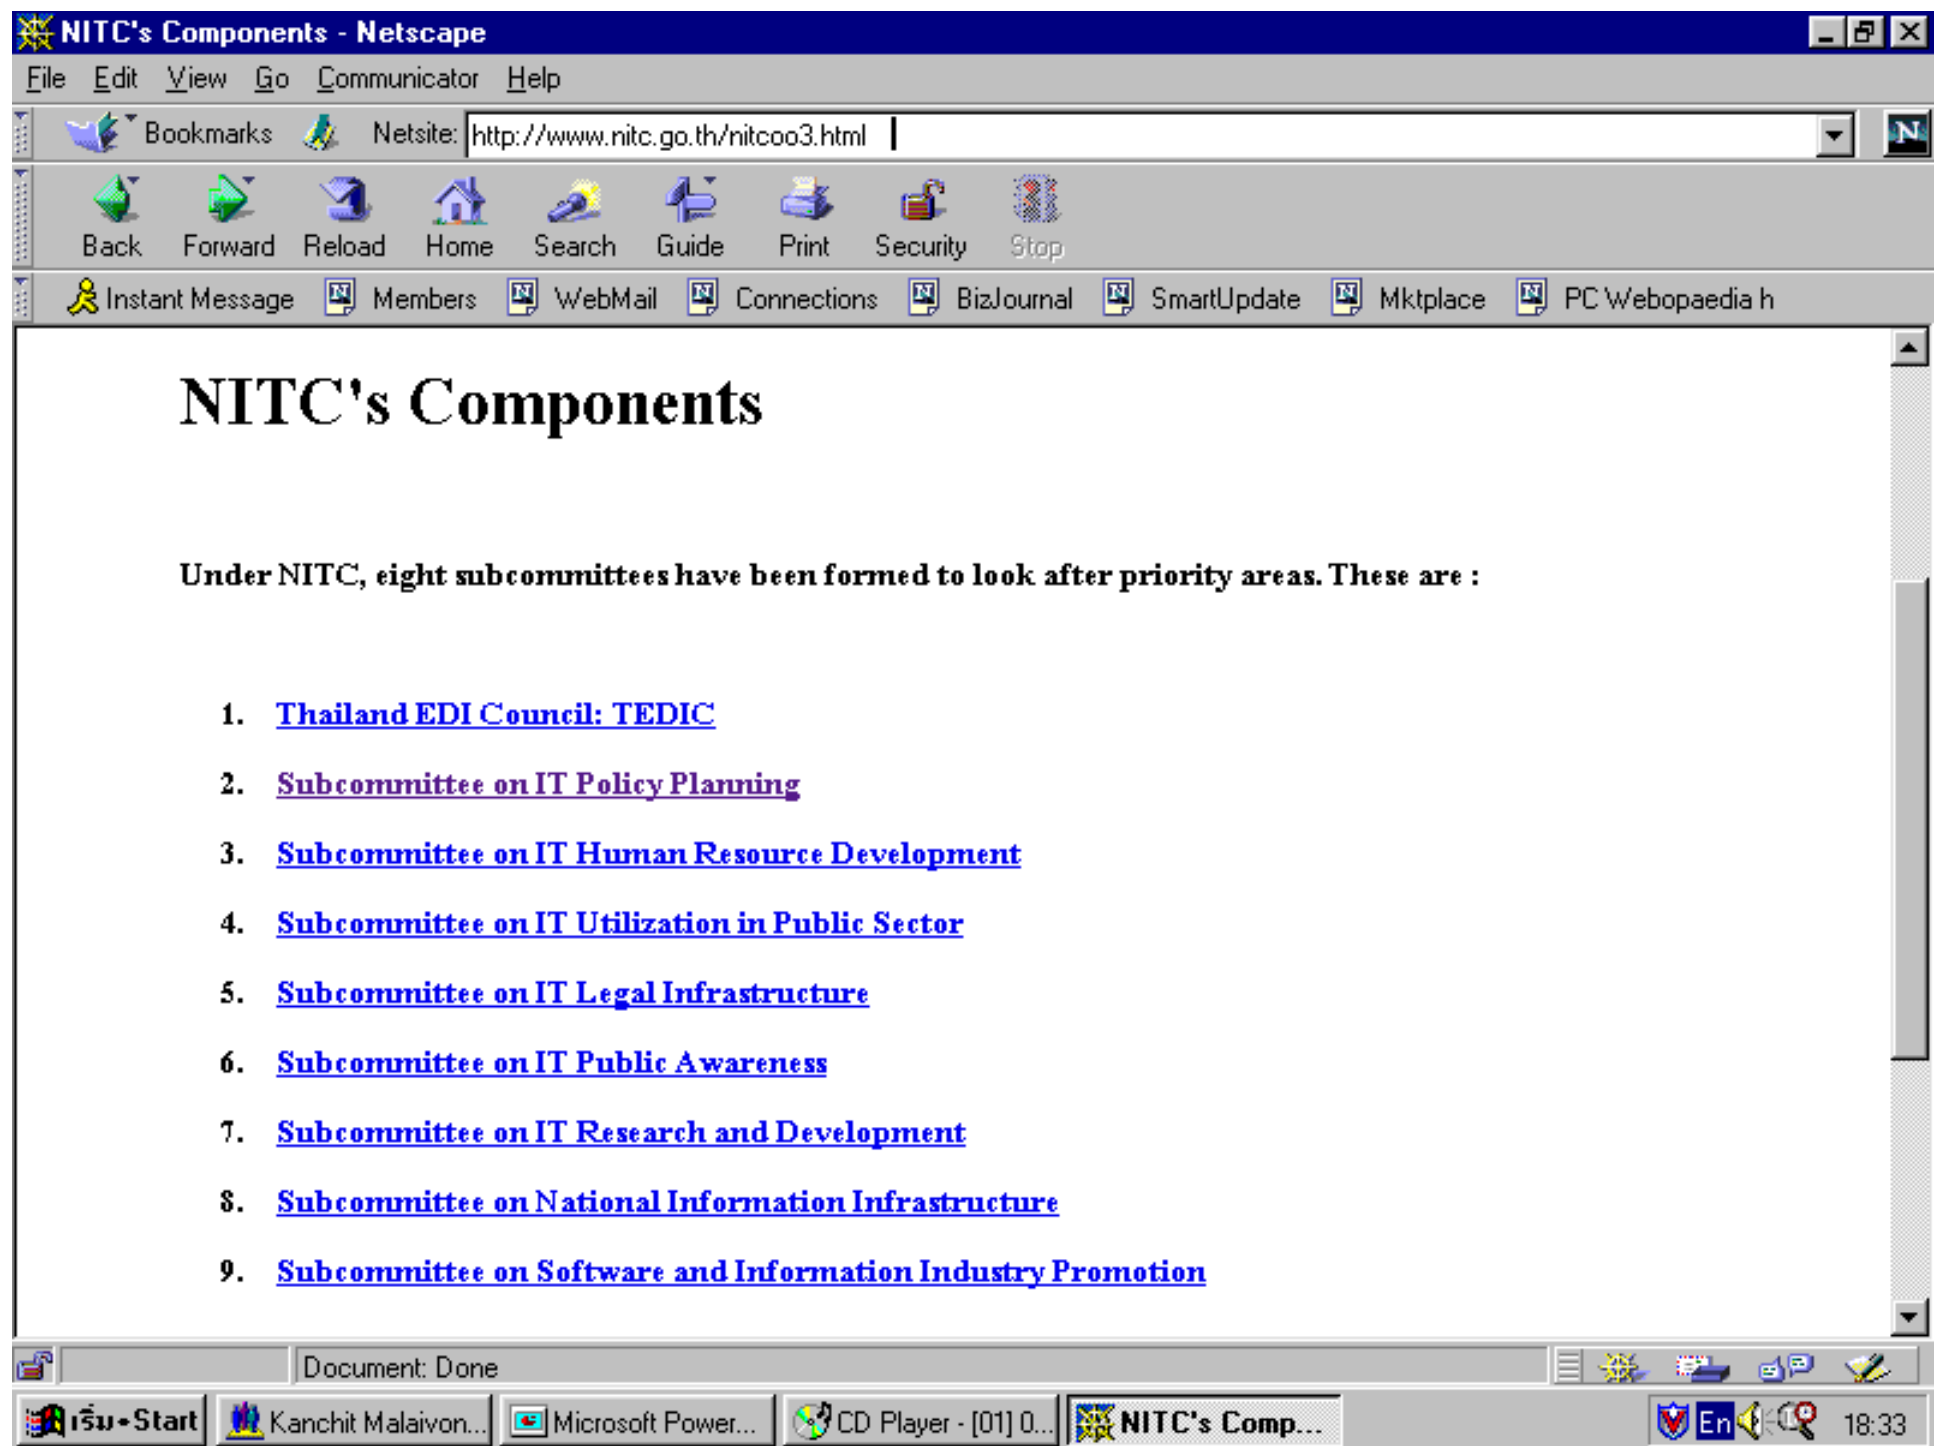 NITC's Components - Netscape
File Edit View Go Communicator Help
Bookmarks Netsite: http://www.nitc.go.th/nitcoo3.html
N
Back Forward Reload Home Search Guide Print Security Stop
Instant Message Members WebMail Connections BizJournal SmartUpdate Mktplace PC Webopaedia h
NITC's Components
Under NITC, eight subcommittees have been formed to look after priority areas. These are :
1. Thailand EDI Council: TEDIC
2. Subcommittee on IT Policy Planning
3. Subcommittee on IT Human Resource Development
4. Subcommittee on IT Utilization in Public Sector
5. Subcommittee on IT Legal Infrastructure
6. Subcommittee on IT Public Awareness
7. Subcommittee on IT Research and Development
8. Subcommittee on National Information Infrastructure
9. Subcommittee on Software and Information Industry Promotion
Document: Done
เริ่ม•Start Kanchit Malaivon... Microsoft Power... CD Player - [01] 0... NITC's Comp... En 18:33